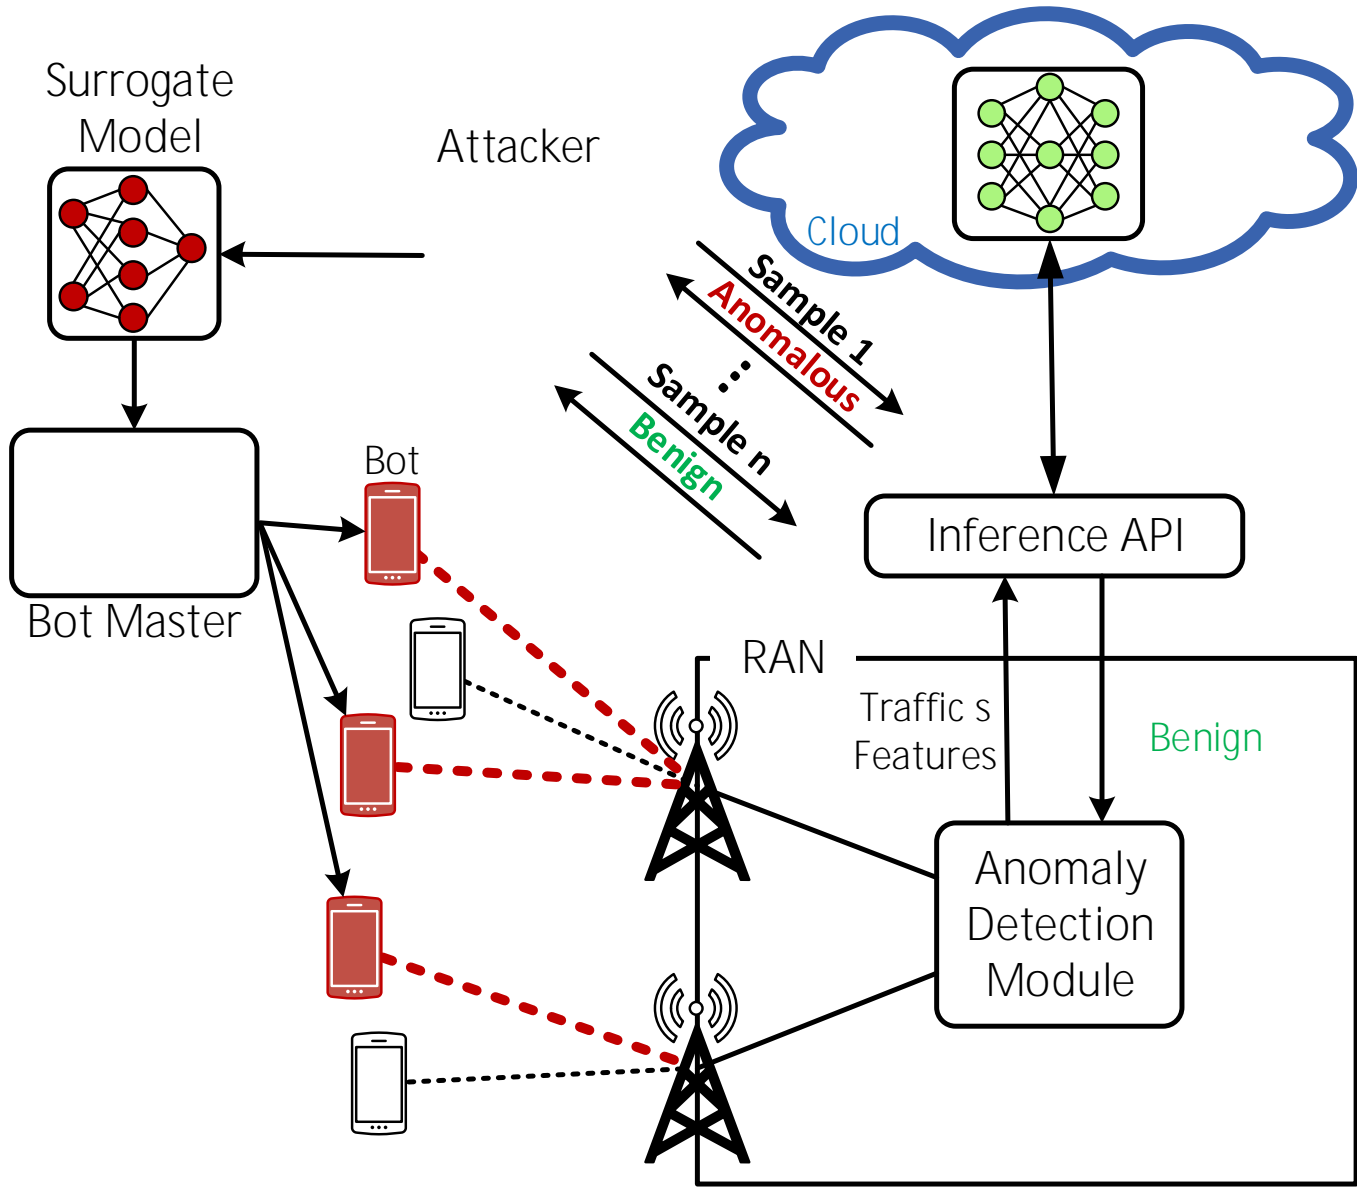 Surrogate
Model
Attacker
Cloud
Sample 1
Anomalous
Sample n
Benign
Bot
Inference API
Bot Master
RAN
Traffic s
Features
Benign
Anomaly
Detection
Module